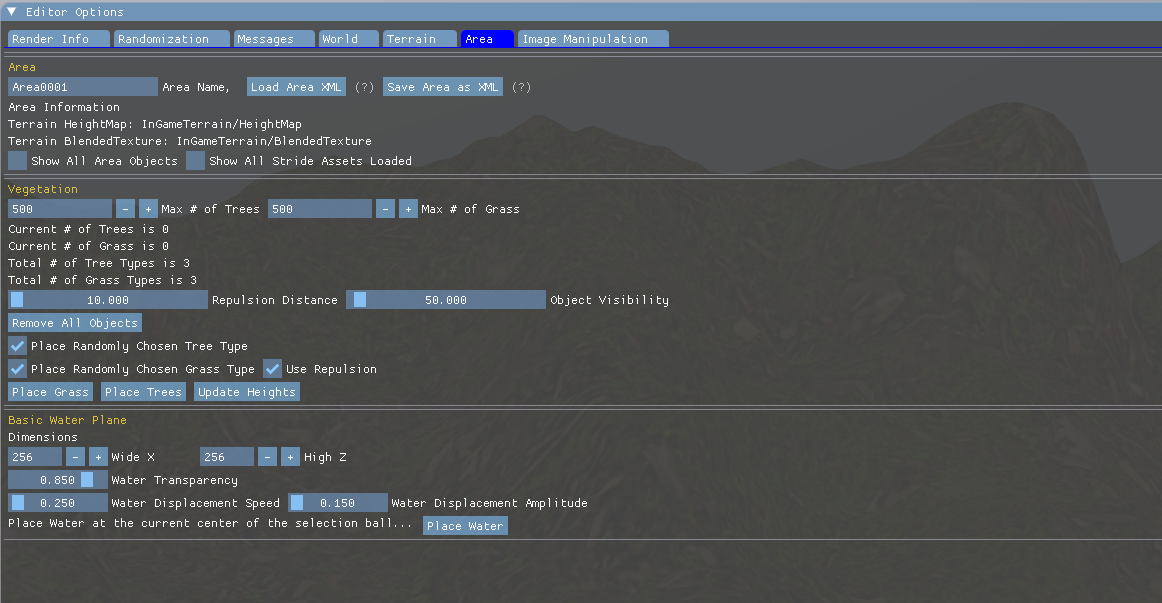 Editor Options
Render Info Randomization Messages World Terrain Area Image Manipulation
Area
Area0001 Area Name, Load Area XML (?) Save Area as XML (?)
Area Information
Terrain HeightMap: InGameTerrain/HeightMap
Terrain BlendedTexture: InGameTerrain/BlendedTexture
Show All Area Objects Show All Stride Assets Loaded
Vegetation
500 - + Max # of Trees 500 - + Max # of Grass
Current # of Trees is 0
Current # of Grass is 0
Total # of Tree Types is 3
Total # of Grass Types is 3
10.000 Repulsion Distance 50.000 Object Visibility
Remove All Objects
Place Randomly Chosen Tree Type
Place Randomly Chosen Grass Type Use Repulsion
Place Grass Place Trees Update Heights
Basic Water Plane
Dimensions
256 - + Wide X 256 - + High Z
0.850 Water Transparency
0.250 Water Displacement Speed 0.150 Water Displacement Amplitude
Place Water at the current center of the selection ball... Place Water